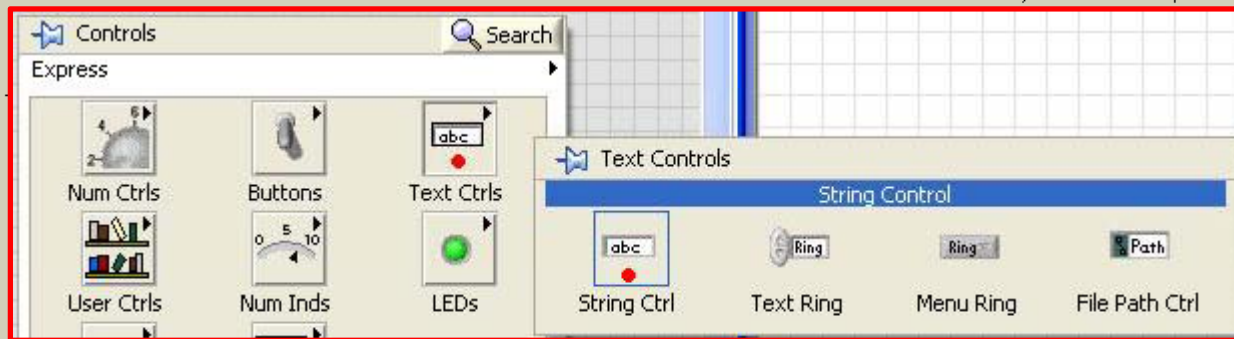 Controls
Search
Express
4 6
2
abc
Num Ctrls Buttons Text Ctrls
0 5 10
User Ctrls Num Inds LEDs
Text Controls
String Control
abc Ring Ring Path
String Ctrl Text Ring Menu Ring File Path Ctrl